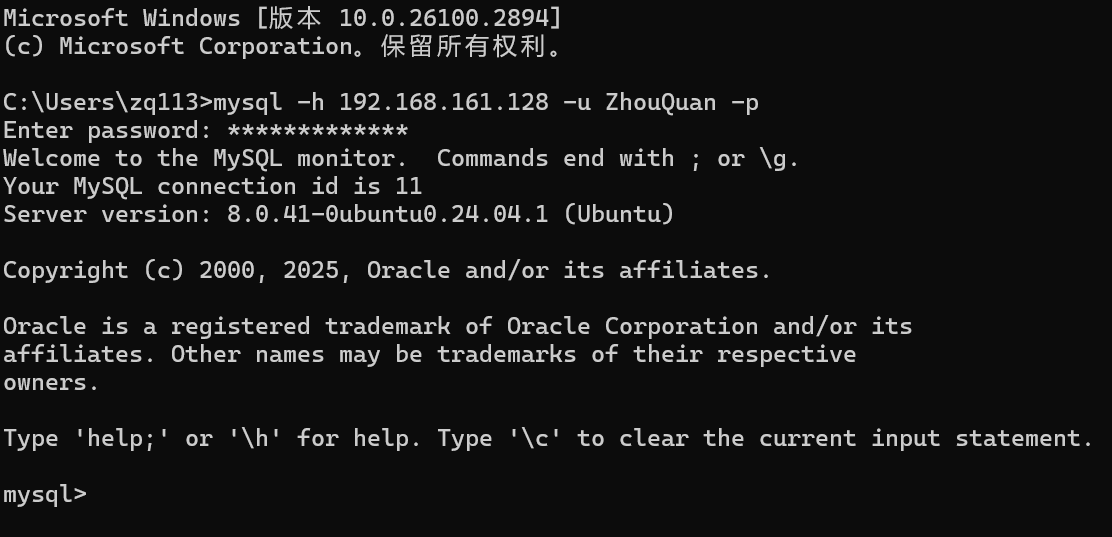 Microsoft Windows [版本 10.0.26100.2894]
(c) Microsoft Corporation。保留所有权利。
C:\Users\zq113>mysql -h 192.168.161.128 -u ZhouQuan -p
Enter password: *************
Welcome to the MySQL monitor.  Commands end with ; or \g.
Your MySQL connection id is 11
Server version: 8.0.41-0ubuntu0.24.04.1 (Ubuntu)
Copyright (c) 2000, 2025, Oracle and/or its affiliates.
Oracle is a registered trademark of Oracle Corporation and/or its
affiliates. Other names may be trademarks of their respective
owners.
Type 'help;' or '\h' for help. Type '\c' to clear the current input statement.
mysql>